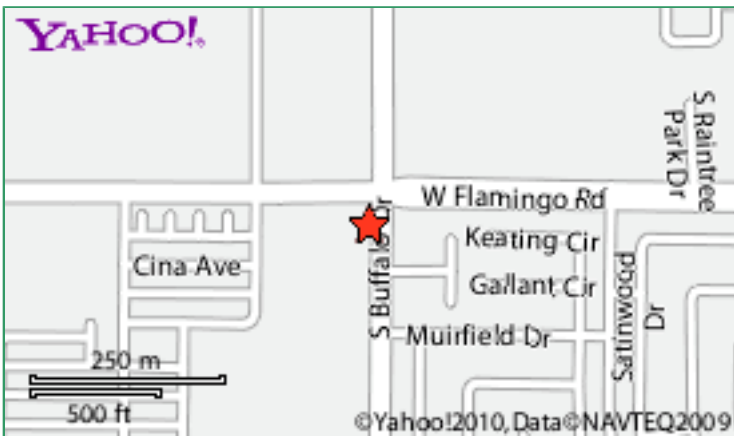 YAHOO!®
S Raintree
Park Dr
W Flamingo Rd
S Buffalo Dr
Keating Cir
Cina Ave
Gallant Cir
Satinwood
Dr
Muirfield Dr
250 m
500 ft
©Yahoo!2010, Data©NAVTEQ2009